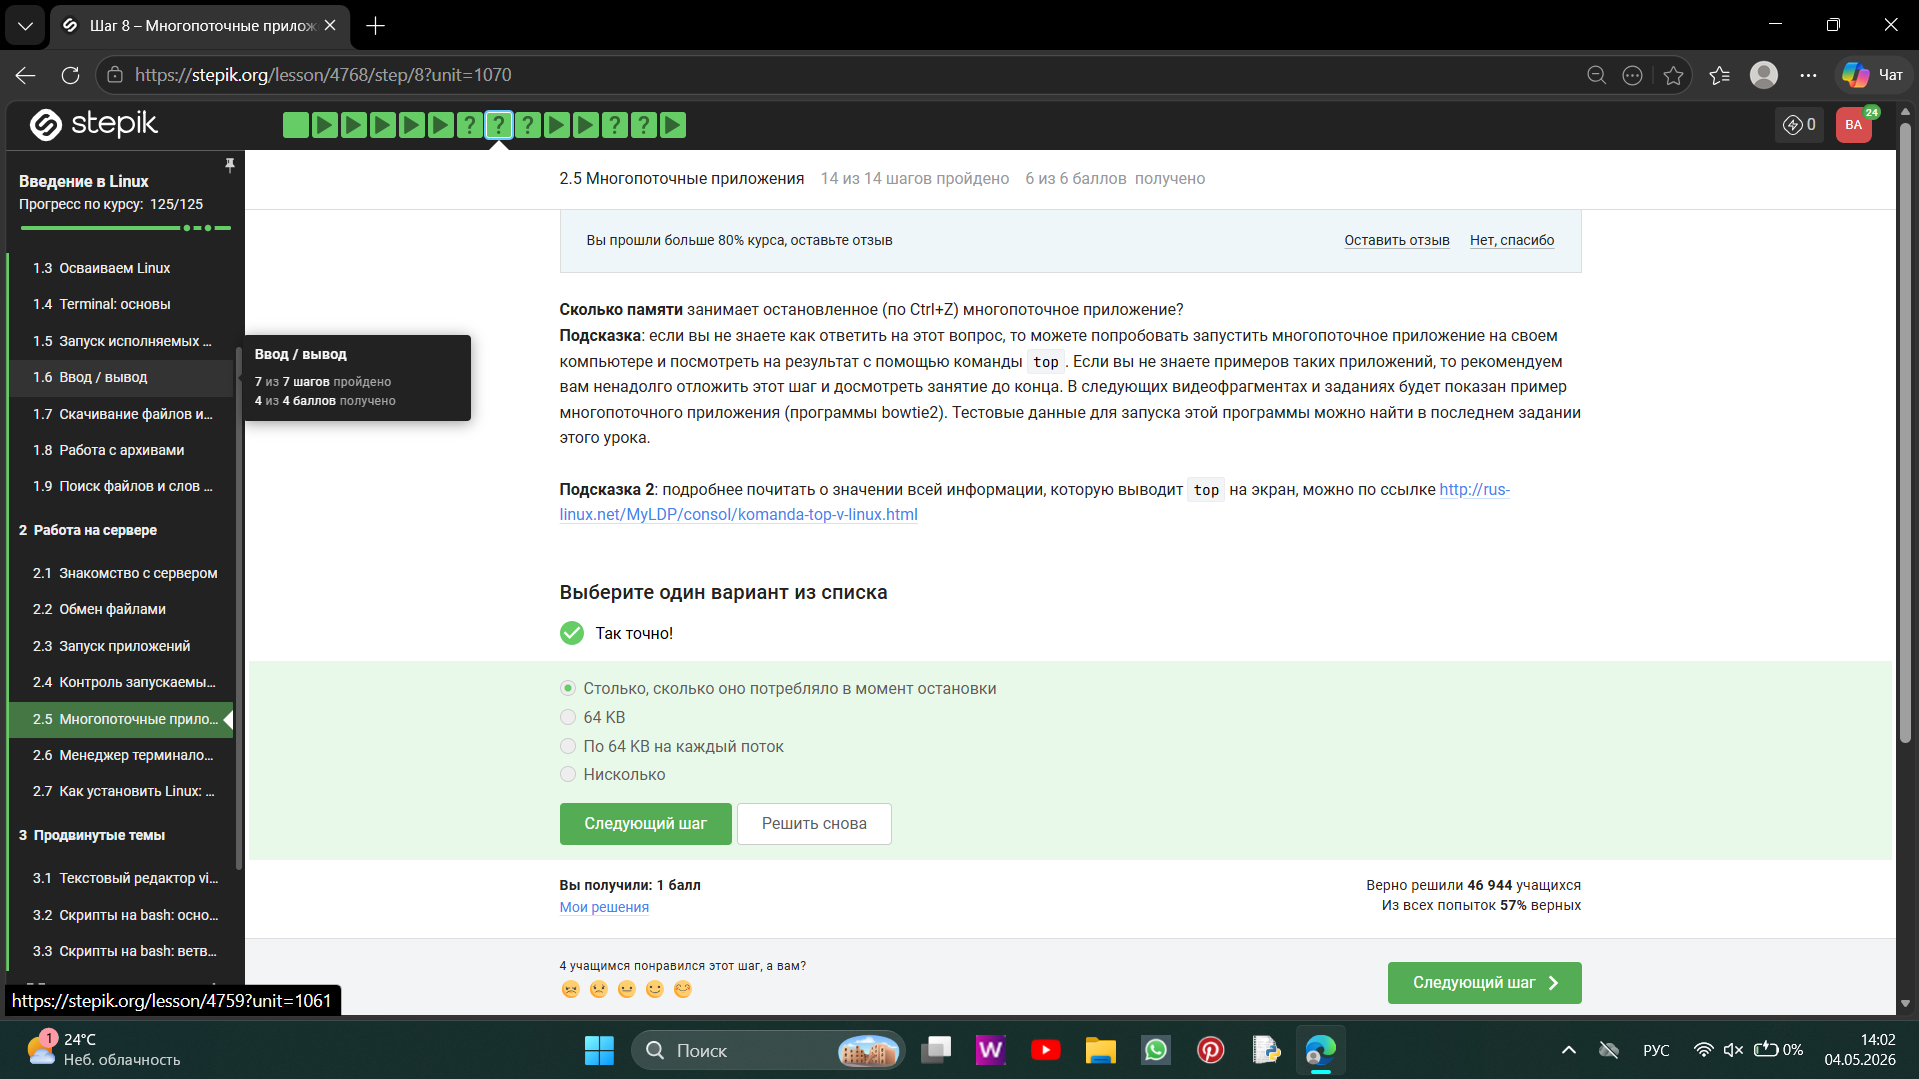 Шаг 8 – Многопоточные прилож
https://stepik.org/lesson/4768/step/8?unit=1070
Чат
stepik
0
BA
24
Введение в Linux
Прогресс по курсу: 125/125
1.3 Осваиваем Linux
1.4 Terminal: основы
1.5 Запуск исполняемых ...
1.6 Ввод / вывод
1.7 Скачивание файлов и...
1.8 Работа с архивами
1.9 Поиск файлов и слов ...
2 Работа на сервере
2.1 Знакомство с сервером
2.2 Обмен файлами
2.3 Запуск приложений
2.4 Контроль запускаемы...
2.5 Многопоточные прило...
2.6 Менеджер терминало...
2.7 Как установить Linux: ...
3 Продвинутые темы
3.1 Текстовый редактор vi...
3.2 Скрипты на bash: осно...
3.3 Скрипты на bash: ветв...
https://stepik.org/lesson/4759?unit=1061
Ввод / вывод
7 из 7 шагов пройдено
4 из 4 баллов получено
2.5 Многопоточные приложения 14 из 14 шагов пройдено 6 из 6 баллов получено
Вы прошли больше 80% курса, оставьте отзыв
Оставить отзыв Нет, спасибо
Сколько памяти занимает остановленное (по Ctrl+Z) многопоточное приложение?
Подсказка: если вы не знаете как ответить на этот вопрос, то можете попробовать запустить многопоточное приложение на своем
компьютере и посмотреть на результат с помощью команды top. Если вы не знаете примеров таких приложений, то рекомендуем
вам ненадолго отложить этот шаг и досмотреть занятие до конца. В следующих видеофрагментах и заданиях будет показан пример
многопоточного приложения (программы bowtie2). Тестовые данные для запуска этой программы можно найти в последнем задании
этого урока.
Подсказка 2: подробнее почитать о значении всей информации, которую выводит top на экран, можно по ссылке http://rus-
linux.net/MyLDP/consol/komanda-top-v-linux.html
Выберите один вариант из списка
Так точно!
Столько, сколько оно потребляло в момент остановки
64 KB
По 64 KB на каждый поток
Нисколько
Следующий шаг
Решить снова
Вы получили: 1 балл
Мои решения
Верно решили 46 944 учащихся
Из всех попыток 57% верных
4 учащимся понравился этот шаг, а вам?
Следующий шаг
1
24°C
Неб. облачность
Поиск
W
РУС
0%
14:02
04.05.2026